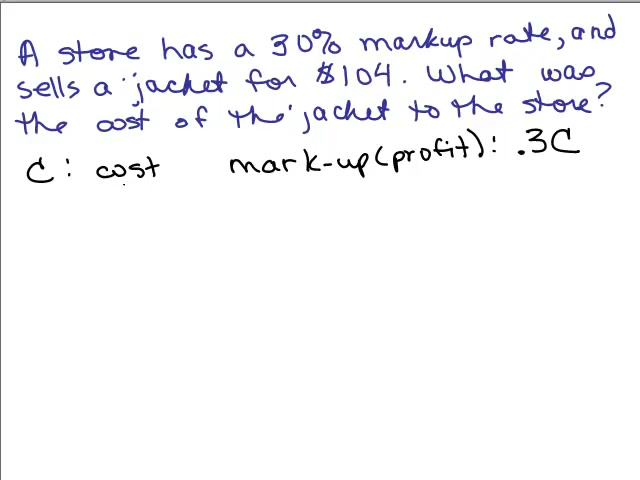 A store has a 30% markup rate, and
sells a jacket for $104. What was
the cost of the jacket to the store?
C: cost mark-up(profit): .3C